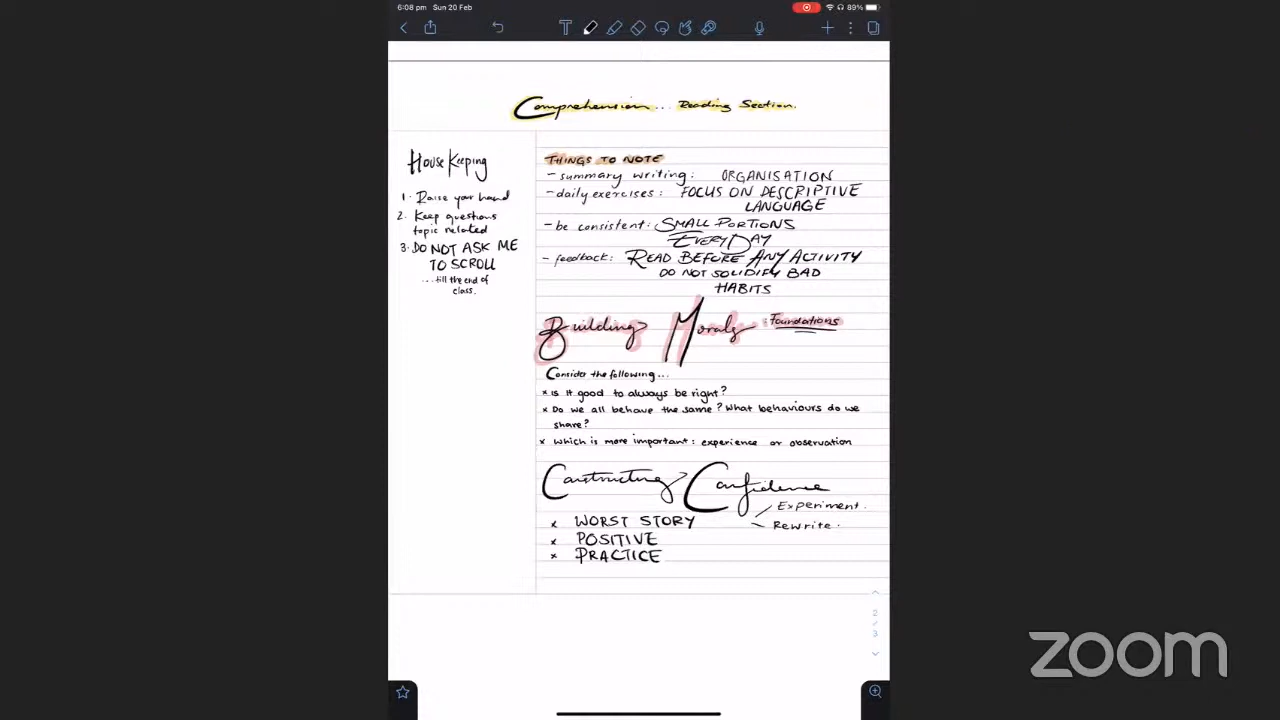 6:08 pm Sun 20 Feb
89%
Comprehension... Reading Section.
House Keeping
1. Raise your hand
2. Keep questions
topic related
3. DO NOT ASK ME
TO SCROLL
...till the end of
class.
THINGS TO NOTE
- summary writing: ORGANISATION
- daily exercises: FOCUS ON DESCRIPTIVE
LANGUAGE
- be consistent: SMALL PORTIONS
EVERY DAY
- feedback: READ BEFORE ANY ACTIVITY
DO NOT SOLIDIFY BAD
HABITS
Building Morals: Foundations
Consider the following...
x Is it good to always be right?
x Do we all behave the same? What behaviours do we
share?
x Which is more important: experience or observation
Constructing Confidence
Experiment.
x WORST STORY
Rewrite.
x POSITIVE
x PRACTICE
2
/
3
zoom